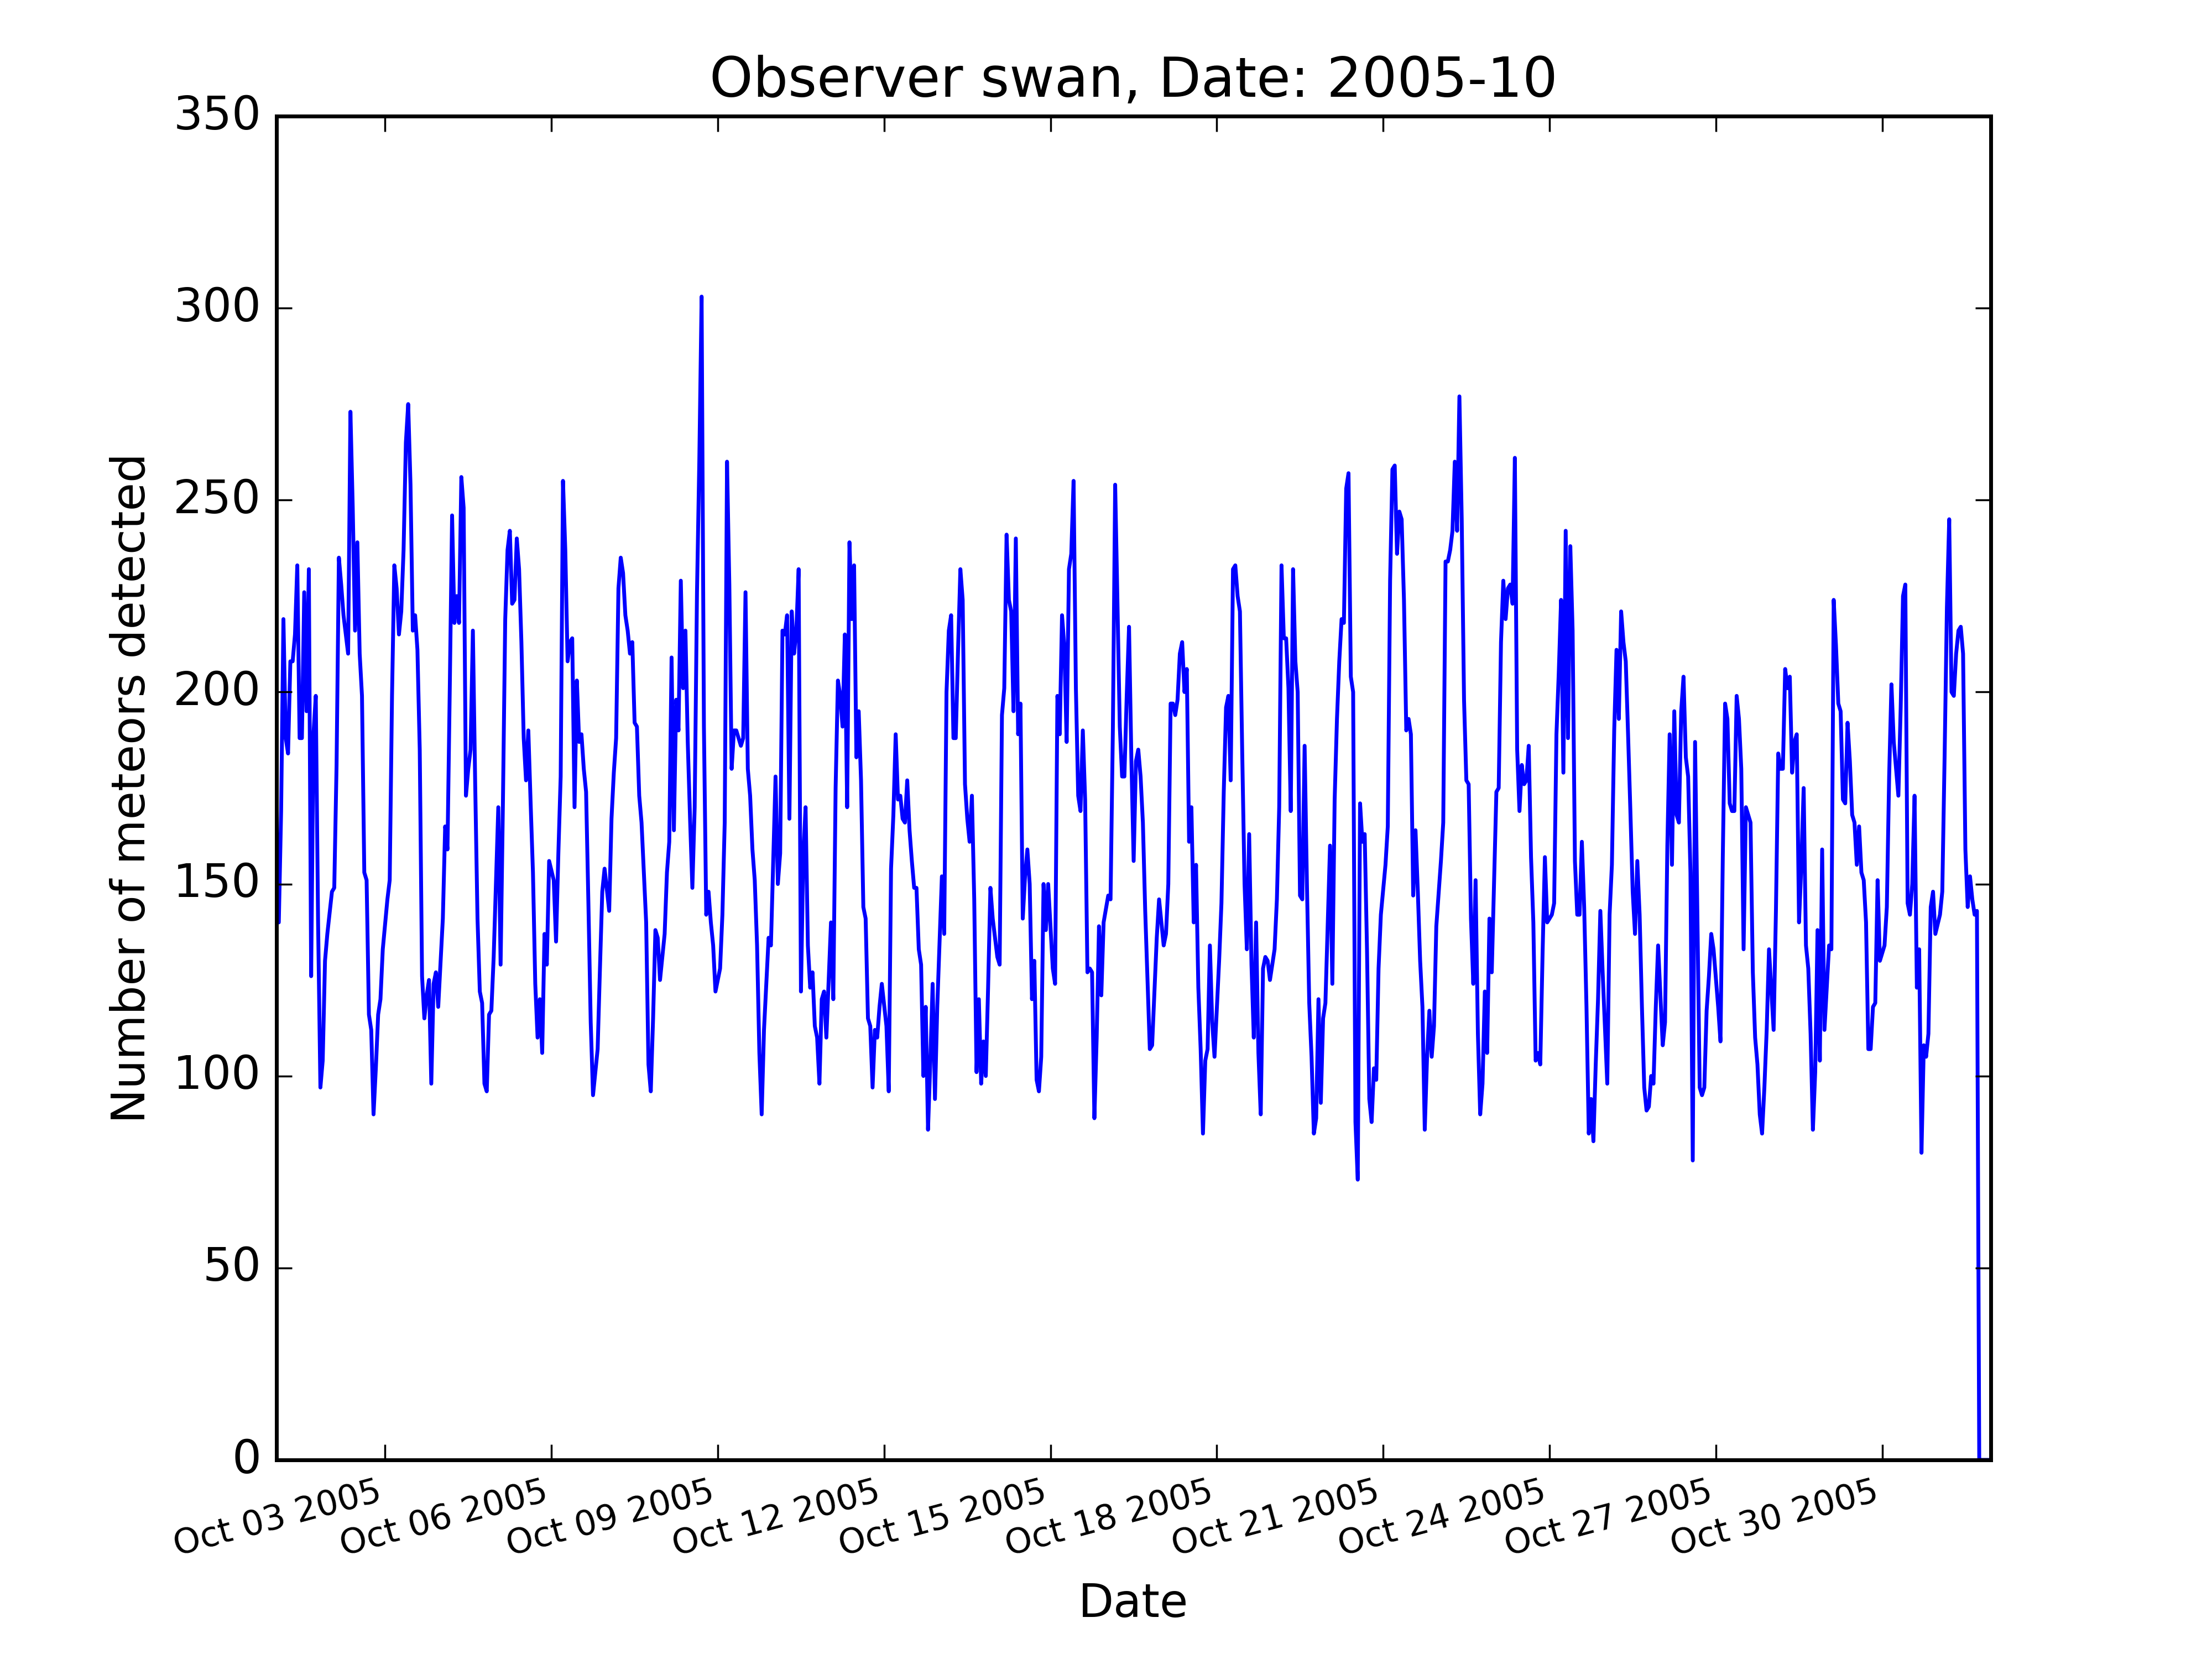 Observer swan, Date: 2005-10
350
300
250
200
150
100
50
0
Number of meteors detected
Oct 03 2005
Oct 06 2005
Oct 09 2005
Oct 12 2005
Oct 15 2005
Oct 18 2005
Oct 21 2005
Oct 24 2005
Oct 27 2005
Oct 30 2005
Date